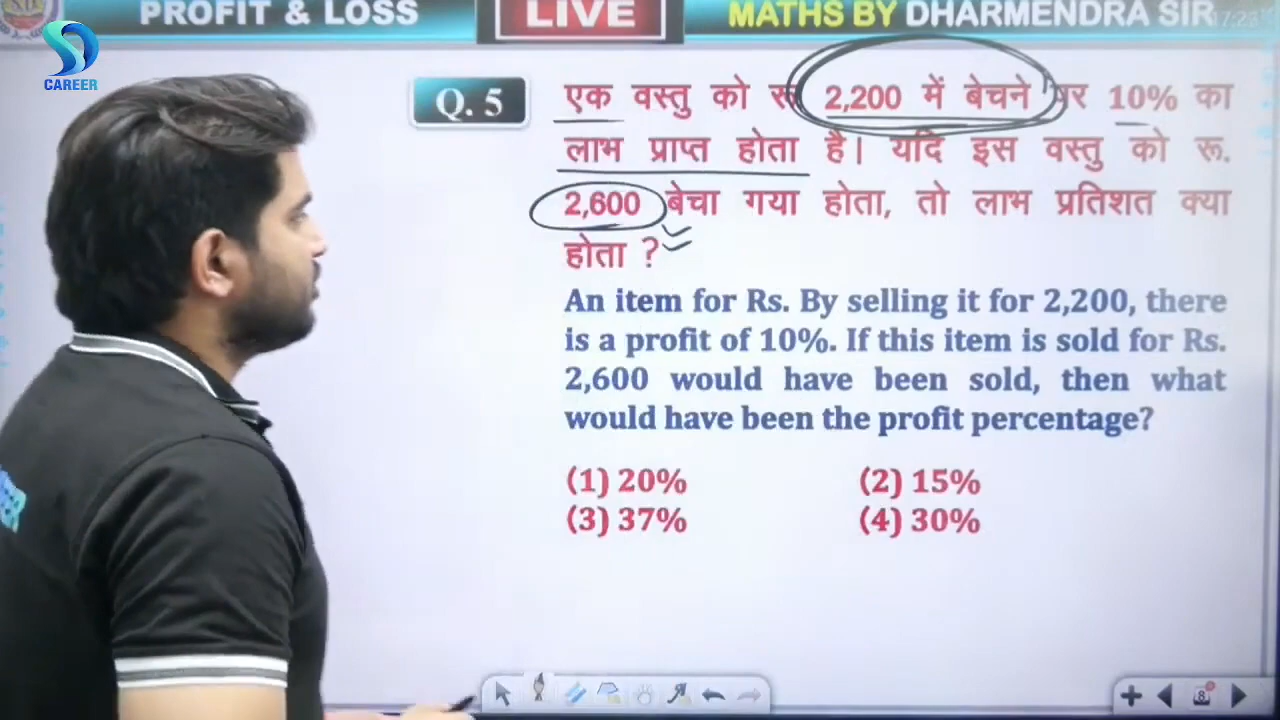 PROFIT & LOSS
LIVE
MATHS BY DHARMENDRA SIR
17:23
CAREER
Q. 5
एक वस्तु को रू 2,200 में बेचने पर 10% का
लाभ प्राप्त होता है। यदि इस वस्तु को रू.
2,600 बेचा गया होता, तो लाभ प्रतिशत क्या
होता ?
An item for Rs. By selling it for 2,200, there
is a profit of 10%. If this item is sold for Rs.
2,600 would have been sold, then what
would have been the profit percentage?
(1) 20% (2) 15%
(3) 37% (4) 30%
8